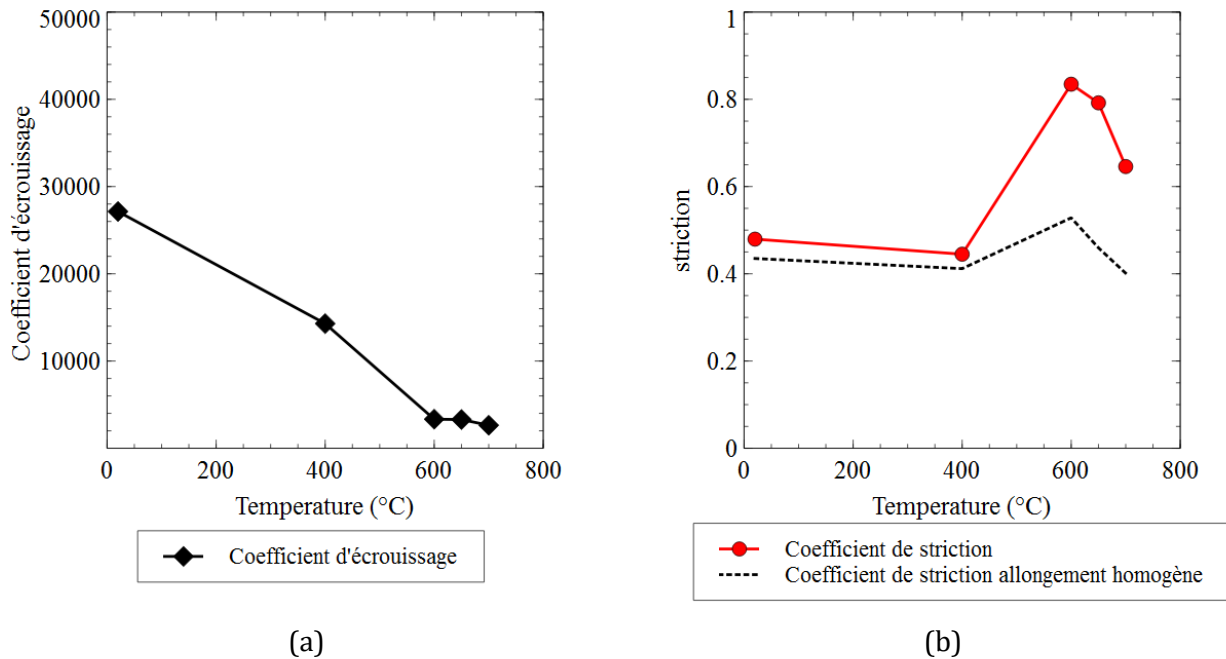 50000
40000
30000
20000
10000
Coefficient d'écrouissage
0
200
400
600
800
Temperature (°C)
Coefficient d'écrouissage
(a)
1
0.8
0.6
0.4
0.2
0
striction
0
200
400
600
800
Temperature (°C)
Coefficient de striction
Coefficient de striction allongement homogène
(b)